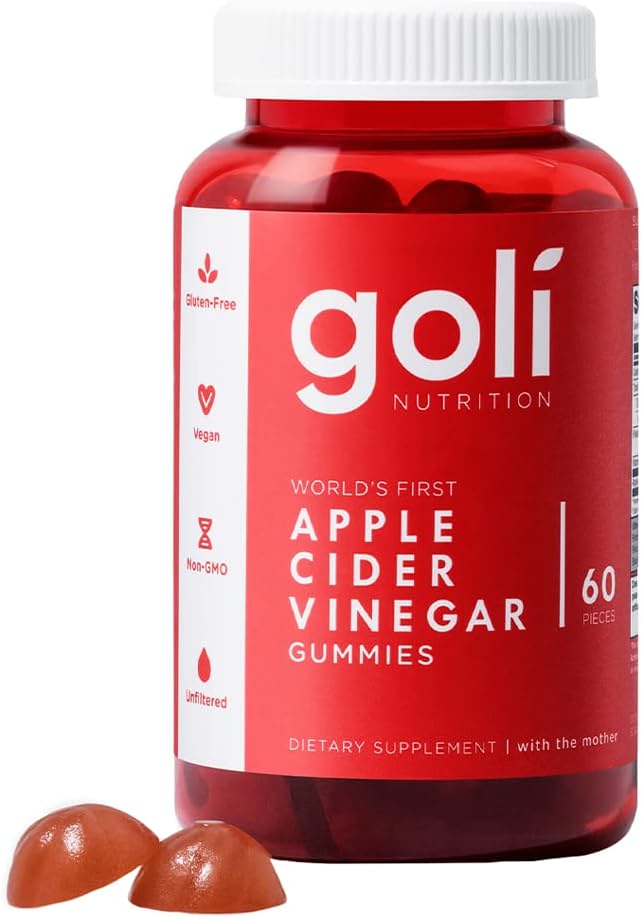 goli
NUTRITION
WORLD'S FIRST
APPLE
CIDER
VINEGAR
GUMMIES
60
PIECES
DIETARY SUPPLEMENT | with the mother
Gluten-Free
Vegan
Non-GMO
Unfiltered